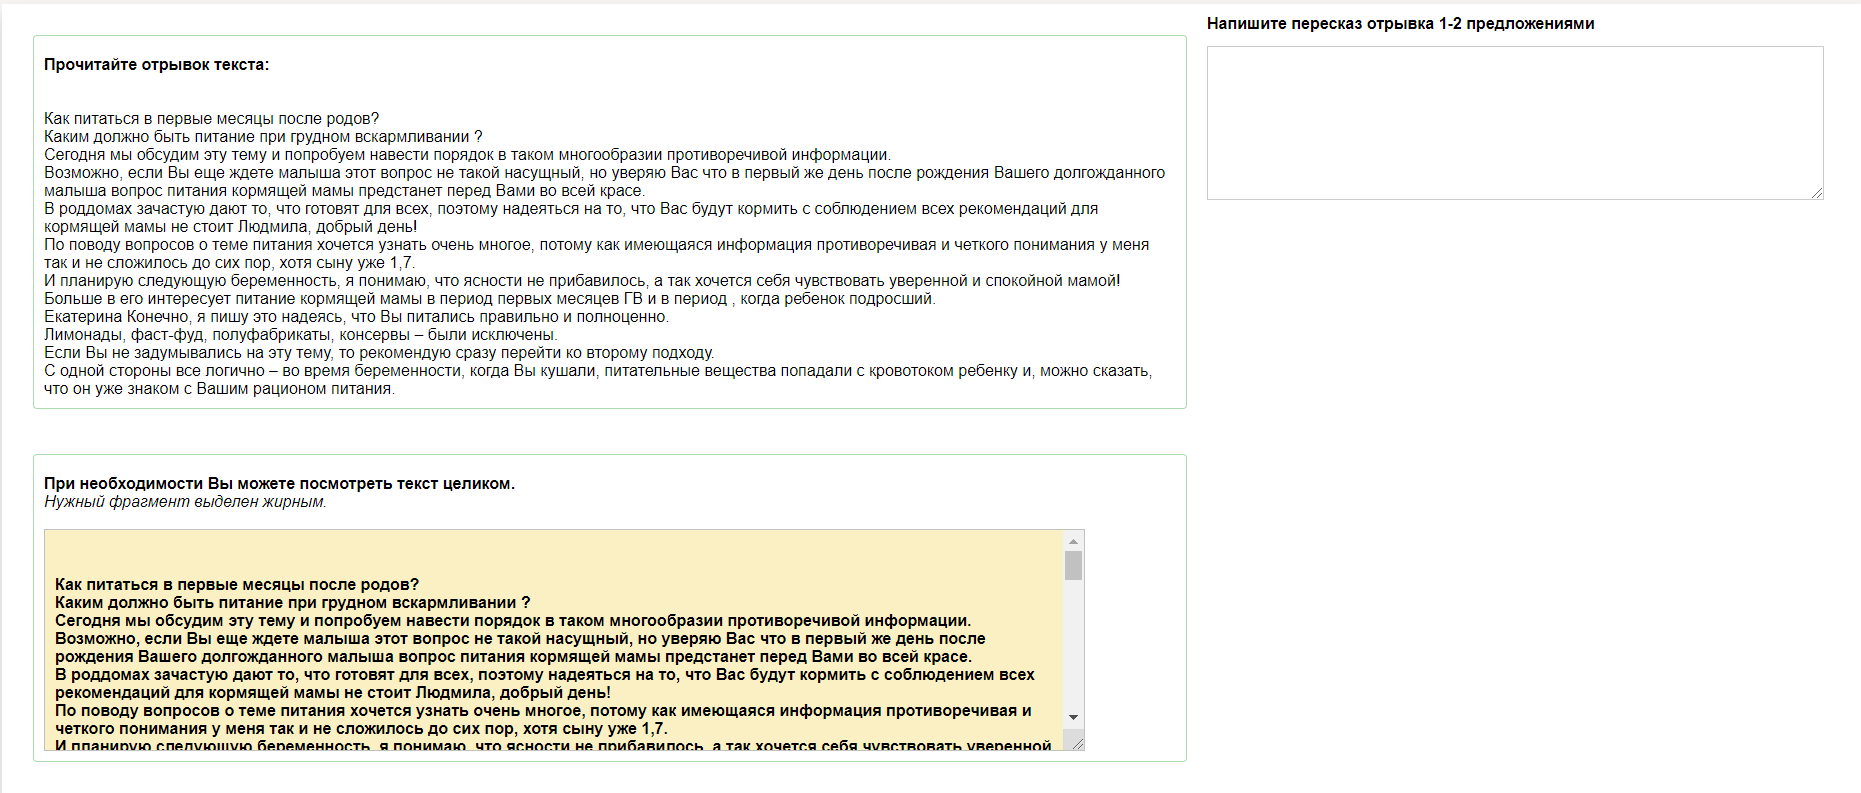 Прочитайте отрывок текста:
Как питаться в первые месяцы после родов?
Каким должно быть питание при грудном вскармливании ?
Сегодня мы обсудим эту тему и попробуем навести порядок в таком многообразии противоречивой информации.
Возможно, если Вы еще ждете малыша этот вопрос не такой насущный, но уверяю Вас что в первый же день после рождения Вашего долгожданного
малыша вопрос питания кормящей мамы предстанет перед Вами во всей красе.
В роддомах зачастую дают то, что готовят для всех, поэтому надеяться на то, что Вас будут кормить с соблюдением всех рекомендаций для
кормящей мамы не стоит Людмила, добрый день!
По поводу вопросов о теме питания хочется узнать очень многое, потому как имеющаяся информация противоречивая и четкого понимания у меня
так и не сложилось до сих пор, хотя сыну уже 1,7.
И планирую следующую беременность, я понимаю, что ясности не прибавилось, а так хочется себя чувствовать уверенной и спокойной мамой!
Больше в его интересует питание кормящей мамы в период первых месяцев ГВ и в период , когда ребенок подросший.
Екатерина Конечно, я пишу это надеясь, что Вы питались правильно и полноценно.
Лимонады, фаст-фуд, полуфабрикаты, консервы – были исключены.
Если Вы не задумывались на эту тему, то рекомендую сразу перейти ко второму подходу.
С одной стороны все логично – во время беременности, когда Вы кушали, питательные вещества попадали с кровотоком ребенку и, можно сказать,
что он уже знаком с Вашим рационом питания.
При необходимости Вы можете посмотреть текст целиком.
Нужный фрагмент выделен жирным.
Как питаться в первые месяцы после родов?
Каким должно быть питание при грудном вскармливании ?
Сегодня мы обсудим эту тему и попробуем навести порядок в таком многообразии противоречивой информации.
Возможно, если Вы еще ждете малыша этот вопрос не такой насущный, но уверяю Вас что в первый же день после
рождения Вашего долгожданного малыша вопрос питания кормящей мамы предстанет перед Вами во всей красе.
В роддомах зачастую дают то, что готовят для всех, поэтому надеяться на то, что Вас будут кормить с соблюдением всех
рекомендаций для кормящей мамы не стоит Людмила, добрый день!
По поводу вопросов о теме питания хочется узнать очень многое, потому как имеющаяся информация противоречивая и
четкого понимания у меня так и не сложилось до сих пор, хотя сыну уже 1,7.
И планирую следующую беременность, я понимаю, что ясности не прибавилось, а так хочется себя чувствовать уверенной
Напишите пересказ отрывка 1-2 предложениями